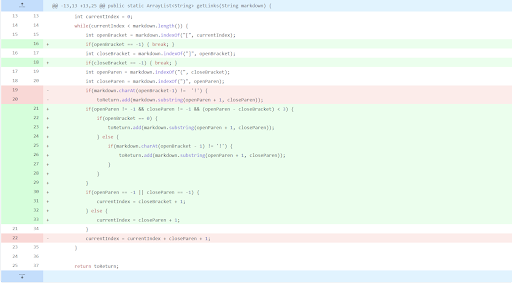 @@ -13,13 +13,25 @@ public static ArrayList<String> getLinks(String markdown) {
13 13 int currentIndex = 0;
14 14 while(currentIndex < markdown.length()) {
15 15 int openBracket = markdown.indexOf("[", currentIndex);
16 + if(openBracket == -1) { break; }
16 17 int closeBracket = markdown.indexOf("]", openBracket);
18 + if(closeBracket == -1) { break; }
17 19 int openParen = markdown.indexOf("(", closeBracket);
18 20 int closeParen = markdown.indexOf(")", openParen);
19 - if(markdown.charAt(openBracket-1) != '!') {
20 - toReturn.add(markdown.substring(openParen + 1, closeParen));
21 + if(openParen != -1 && closeParen != -1 && (openParen - closeBracket) < 2) {
22 + if(openBracket == 0) {
23 + toReturn.add(markdown.substring(openParen + 1, closeParen));
24 + } else {
25 + if(markdown.charAt(openBracket - 1) != '!') {
26 + toReturn.add(markdown.substring(openParen + 1, closeParen));
27 + }
28 + }
29 + }
30 + if(openParen == -1 || closeParen == -1) {
31 + currentIndex = closeBracket + 1;
32 + } else {
33 + currentIndex = closeParen + 1;
21 34 }
22 - currentIndex = currentIndex + closeParen + 1;
23 35 }
24 36
25 37 return toReturn;